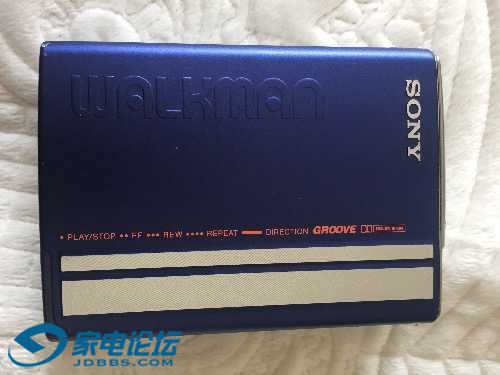 WALKMAN
SONY
• PLAY/STOP •• FF ••• REW •••• REPEAT — DIRECTION GROOVE
家电论坛
JDBBS.COM